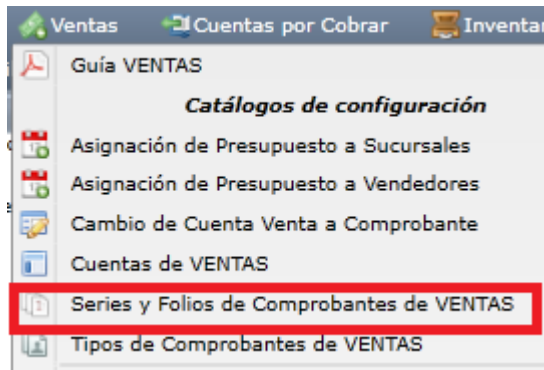 Ventas Cuentas por Cobrar Inventar
Guía VENTAS
Catálogos de configuración
Asignación de Presupuesto a Sucursales
Asignación de Presupuesto a Vendedores
Cambio de Cuenta Venta a Comprobante
Cuentas de VENTAS
Series y Folios de Comprobantes de VENTAS
Tipos de Comprobantes de VENTAS